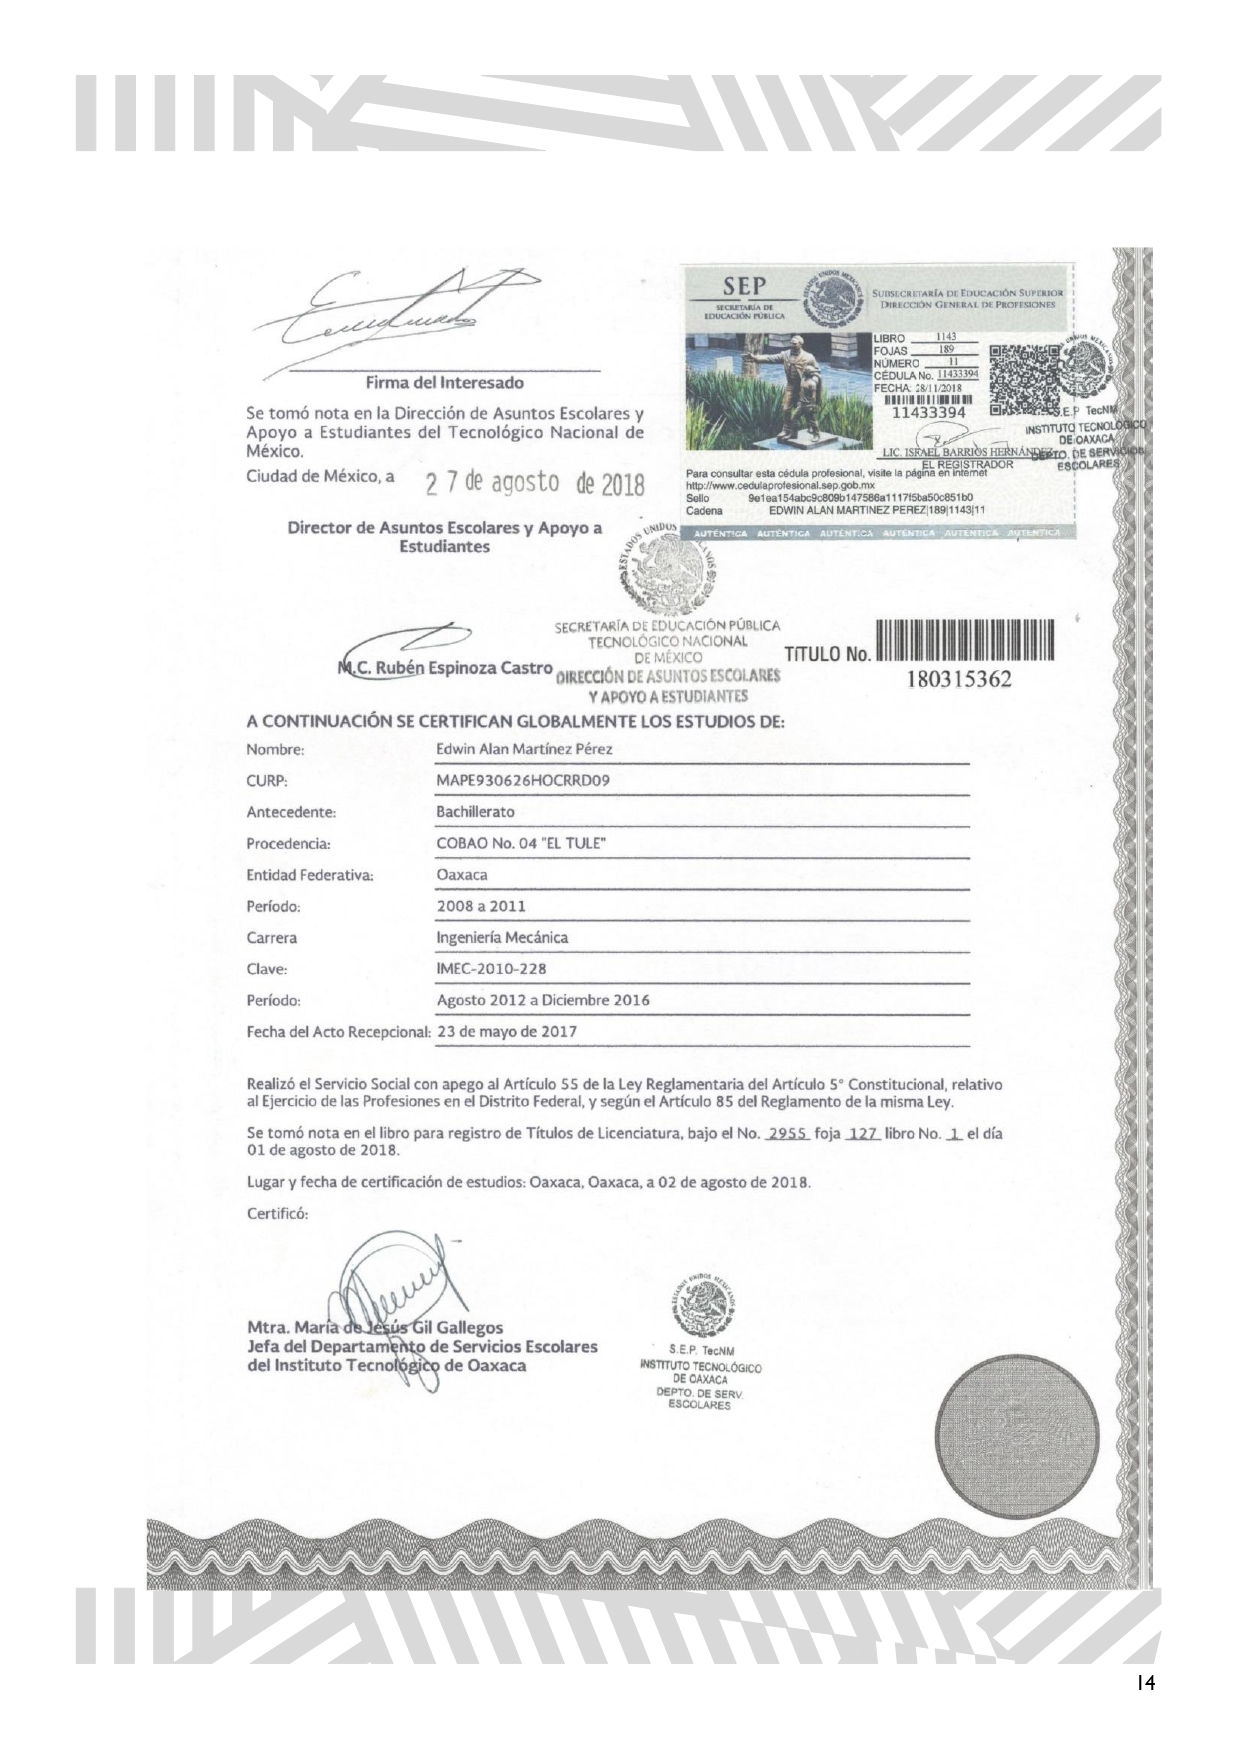 Firma del Interesado
Se tomó nota en la Dirección de Asuntos Escolares y
Apoyo a Estudiantes del Tecnológico Nacional de
México.
Ciudad de México, a 27 de agosto de 2018
Director de Asuntos Escolares y Apoyo a
Estudiantes
M.C. Rubén Espinoza Castro
SEP
SECRETARÍA DE
EDUCACIÓN PÚBLICA
ESTADOS UNIDOS MEXICANOS
SUBSECRETARÍA DE EDUCACIÓN SUPERIOR
DIRECCIÓN GENERAL DE PROFESIONES
LIBRO 1143
FOJAS 189
NÚMERO 11
CÉDULA No. 11433394
FECHA: 28/11/2018
11433394
LIC. ISRAEL BARRIOS HERNÁNDEZ
EL REGISTRADOR
S.E.P TecNM
INSTITUTO TECNOLÓGICO
DE OAXACA
DEPTO. DE SERVICIOS
ESCOLARES
Para consultar esta cédula profesional, visite la página en internet
http://www.cedulaprofesional.sep.gob.mx
Sello 9e1ea154abc9c809b147586a1117f5ba50c851b0
Cadena EDWIN ALAN MARTINEZ PEREZ|189|1143|11
AUTÉNTICA AUTÉNTICA AUTÉNTICA AUTÉNTICA AUTÉNTICA AUTÉNTICA
ESTADOS UNIDOS MEXICANOS
SECRETARÍA DE EDUCACIÓN PÚBLICA
TECNOLÓGICO NACIONAL
DE MÉXICO
DIRECCIÓN DE ASUNTOS ESCOLARES
Y APOYO A ESTUDIANTES
TíTULO No.
180315362
A CONTINUACIÓN SE CERTIFICAN GLOBALMENTE LOS ESTUDIOS DE:
Nombre: Edwin Alan Martínez Pérez
CURP: MAPE930626HOCRRD09
Antecedente: Bachillerato
Procedencia: COBAO No. 04 "EL TULE"
Entidad Federativa: Oaxaca
Período: 2008 a 2011
Carrera Ingeniería Mecánica
Clave: IMEC-2010-228
Período: Agosto 2012 a Diciembre 2016
Fecha del Acto Recepcional: 23 de mayo de 2017
Realizó el Servicio Social con apego al Artículo 55 de la Ley Reglamentaria del Artículo 5° Constitucional, relativo
al Ejercicio de las Profesiones en el Distrito Federal, y según el Artículo 85 del Reglamento de la misma Ley.
Se tomó nota en el libro para registro de Títulos de Licenciatura, bajo el No. 2955 foja 127 libro No. 1 el día
01 de agosto de 2018.
Lugar y fecha de certificación de estudios: Oaxaca, Oaxaca, a 02 de agosto de 2018.
Certificó:
Mtra. María de Jesús Gil Gallegos
Jefa del Departamento de Servicios Escolares
del Instituto Tecnológico de Oaxaca
ESTADOS UNIDOS MEXICANOS
S.E.P. TecNM
INSTITUTO TECNOLÓGICO
DE OAXACA
DEPTO. DE SERV.
ESCOLARES
14